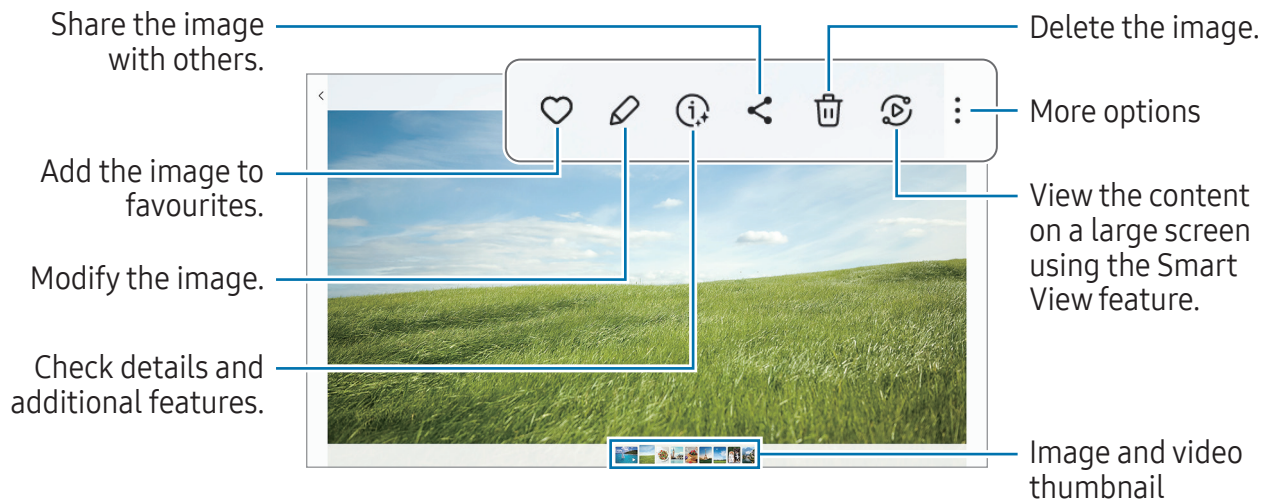 Share the image
with others.
Add the image to
favourites.
Modify the image.
Check details and
additional features.
Delete the image.
More options
View the content
on a large screen
using the Smart
View feature.
Image and video
thumbnail